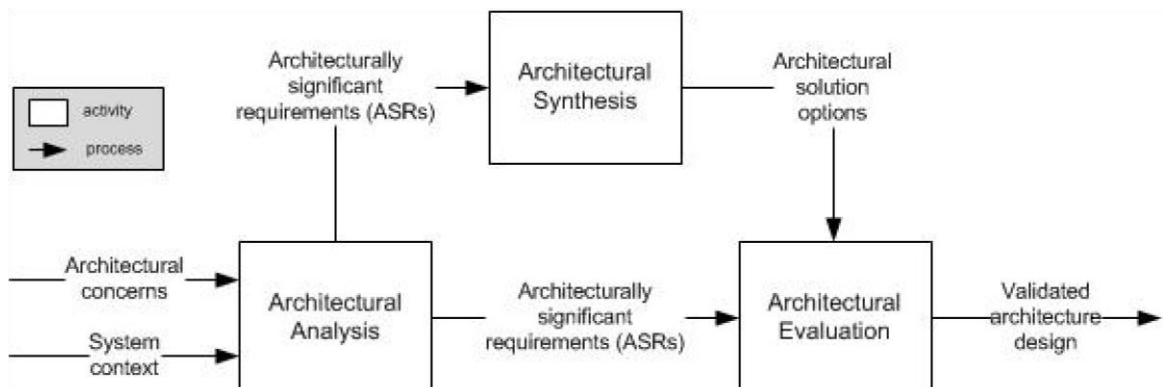 Architecturally
significant
requirements (ASRs)
Architectural
Synthesis
Architectural
solution
options
activity
process
Architectural
concerns
System
context
Architectural
Analysis
Architecturally
significant
requirements (ASRs)
Architectural
Evaluation
Validated
architecture
design